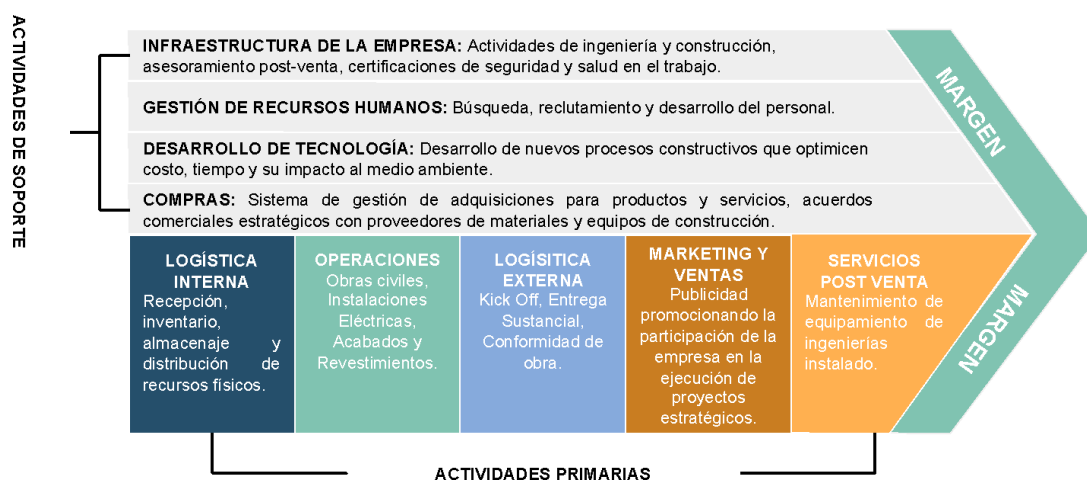 ACTIVIDADES DE SOPORTE
INFRAESTRUCTURA DE LA EMPRESA: Actividades de ingeniería y construcción,
asesoramiento post-venta, certificaciones de seguridad y salud en el trabajo.
GESTIÓN DE RECURSOS HUMANOS: Búsqueda, reclutamiento y desarrollo del personal.
DESARROLLO DE TECNOLOGÍA: Desarrollo de nuevos procesos constructivos que optimicen
costo, tiempo y su impacto al medio ambiente.
COMPRAS: Sistema de gestión de adquisiciones para productos y servicios, acuerdos
comerciales estratégicos con proveedores de materiales y equipos de construcción.
MARGEN
LOGÍSTICA
INTERNA
Recepción,
inventario,
almacenaje y
distribución de
recursos físicos.
OPERACIONES
Obras civiles,
Instalaciones
Eléctricas,
Acabados y
Revestimientos.
LOGÍSITICA
EXTERNA
Kick Off, Entrega
Sustancial,
Conformidad de
obra.
MARKETING Y
VENTAS
Publicidad
promocionando la
participación de la
empresa en la
ejecución de
proyectos
estratégicos.
SERVICIOS
POST VENTA
Mantenimiento de
equipamiento de
ingenierías
instalado.
MARGEN
ACTIVIDADES PRIMARIAS